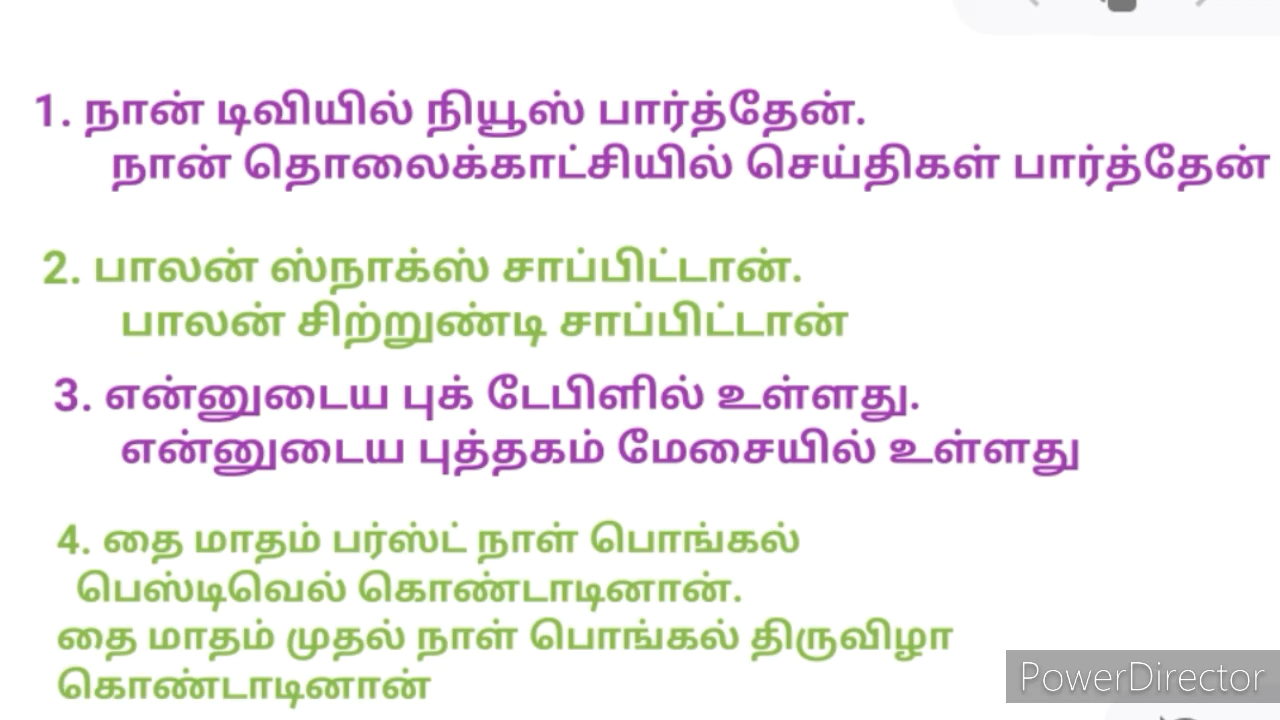 1. நான் டிவியில் நியூஸ் பார்த்தேன்.
நான் தொலைக்காட்சியில் செய்திகள் பார்த்தேன்
2. பாலன் ஸ்நாக்ஸ் சாப்பிட்டான்.
பாலன் சிற்றுண்டி சாப்பிட்டான்
3. என்னுடைய புக் டேபிளில் உள்ளது.
என்னுடைய புத்தகம் மேசையில் உள்ளது
4. தை மாதம் பர்ஸ்ட் நாள் பொங்கல்
பெஸ்டிவெல் கொண்டாடினான்.
தை மாதம் முதல் நாள் பொங்கல் திருவிழா
கொண்டாடினான்
PowerDirector